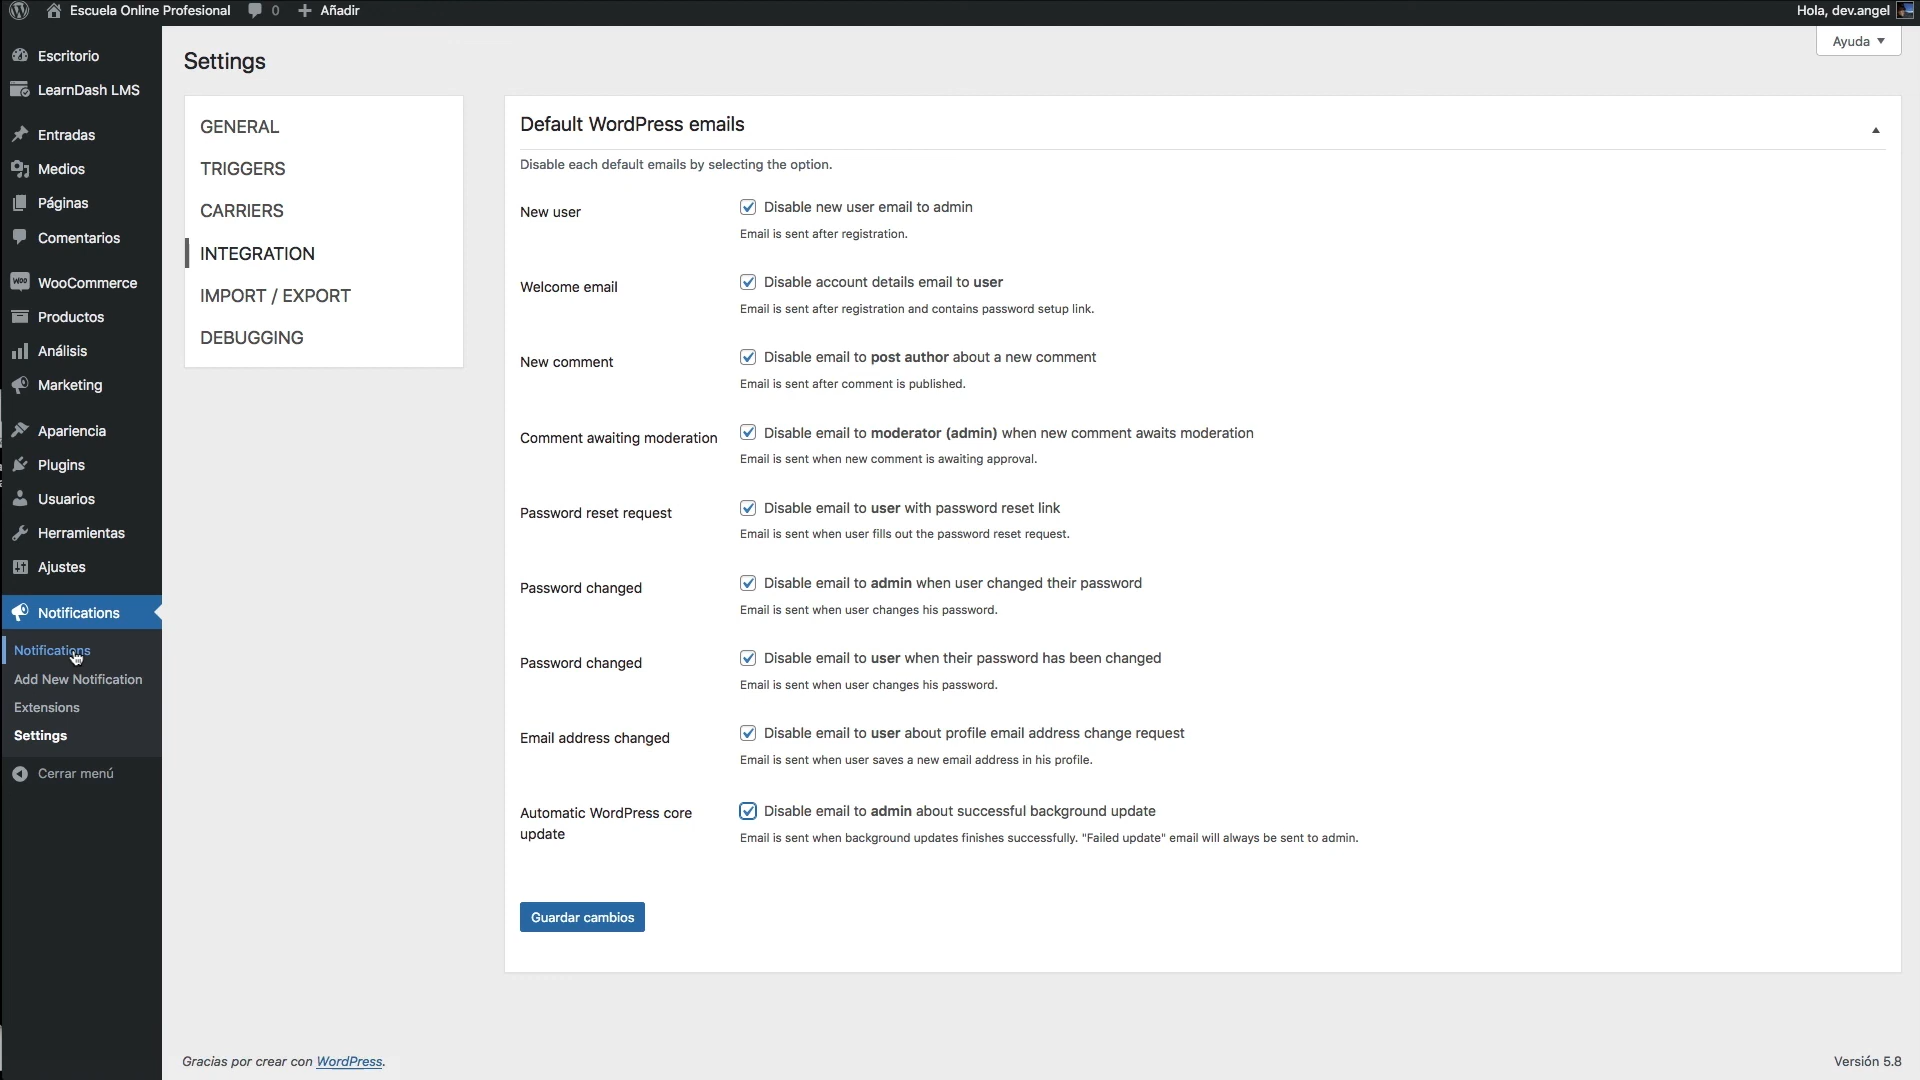 Escuela Online Profesional 0 Añadir Hola, dev.angel
Ayuda
Escritorio
LearnDash LMS
Entradas
Medios
Páginas
Comentarios
WooCommerce
Productos
Análisis
Marketing
Apariencia
Plugins
Usuarios
Herramientas
Ajustes
Notifications
Notifications
Add New Notification
Extensions
Settings
Cerrar menú
Settings
GENERAL
TRIGGERS
CARRIERS
INTEGRATION
IMPORT / EXPORT
DEBUGGING
Default WordPress emails
Disable each default emails by selecting the option.
New user
Disable new user email to admin
Email is sent after registration.
Welcome email
Disable account details email to user
Email is sent after registration and contains password setup link.
New comment
Disable email to post author about a new comment
Email is sent after comment is published.
Comment awaiting moderation
Disable email to moderator (admin) when new comment awaits moderation
Email is sent when new comment is awaiting approval.
Password reset request
Disable email to user with password reset link
Email is sent when user fills out the password reset request.
Password changed
Disable email to admin when user changed their password
Email is sent when user changes his password.
Password changed
Disable email to user when their password has been changed
Email is sent when user changes his password.
Email address changed
Disable email to user about profile email address change request
Email is sent when user saves a new email address in his profile.
Automatic WordPress core
update
Disable email to admin about successful background update
Email is sent when background updates finishes successfully. "Failed update" email will always be sent to admin.
Guardar cambios
Gracias por crear con WordPress.
Versión 5.8